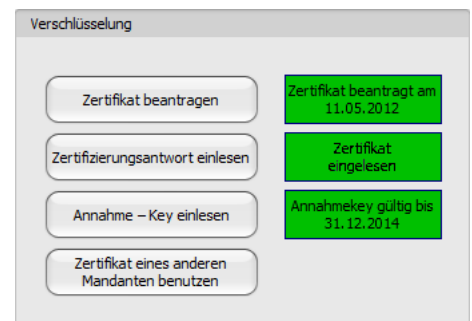 Verschlüsselung
Zertifikat beantragen
Zertifikat beantragt am
11.05.2012
Zertifizierungsantwort einlesen
Zertifikat
eingelesen
Annahme – Key einlesen
Annahmekey gültig bis
31.12.2014
Zertifikat eines anderen
Mandanten benutzen